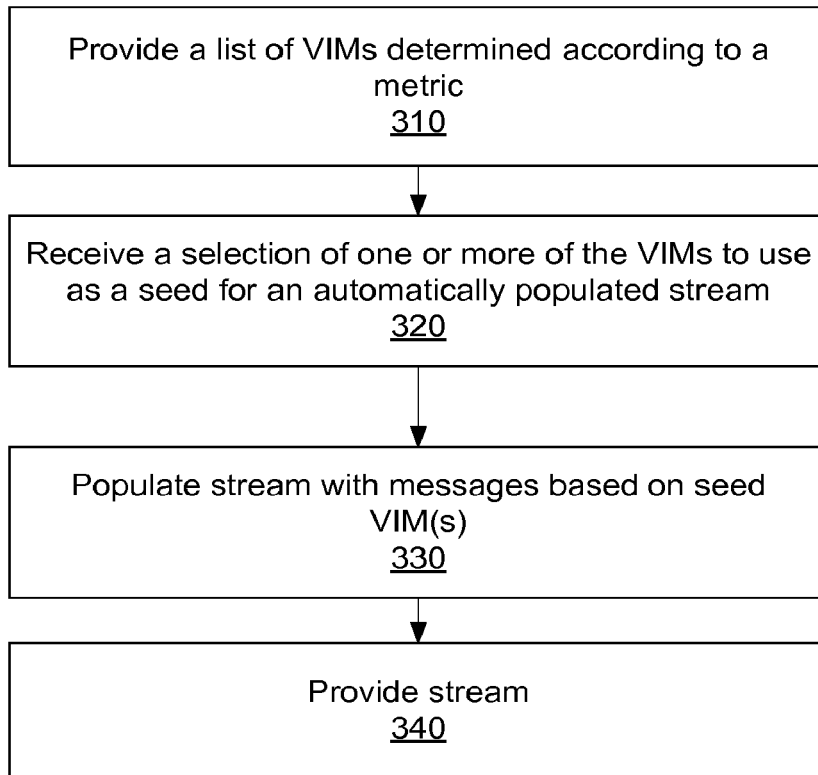 Provide a list of VIMs determined according to a
metric
310
Receive a selection of one or more of the VIMs to use
as a seed for an automatically populated stream
320
Populate stream with messages based on seed
VIM(s)
330
Provide stream
340